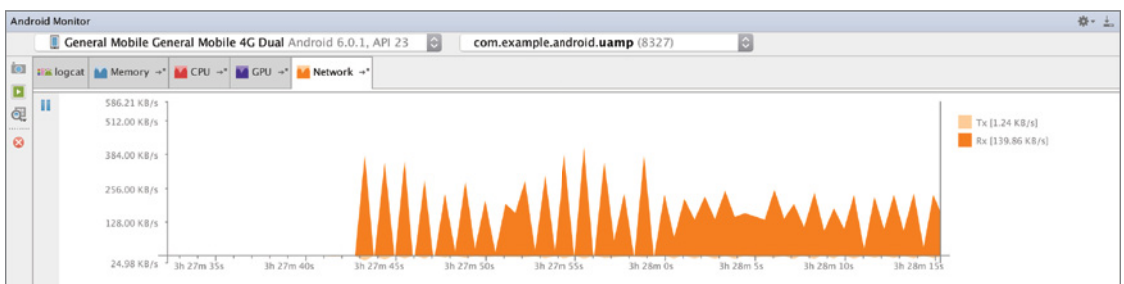 Android Monitor
General Mobile General Mobile 4G Dual Android 6.0.1, API 23 com.example.android.uamp (8327)
logcat Memory →* CPU →* GPU →* Network →*
586.21 KB/s
512.00 KB/s
384.00 KB/s
256.00 KB/s
128.00 KB/s
24.98 KB/s
3h 27m 35s 3h 27m 40s 3h 27m 45s 3h 27m 50s 3h 27m 55s 3h 28m 0s 3h 28m 5s 3h 28m 10s 3h 28m 15s
Tx [1.24 KB/s]
Rx [139.86 KB/s]